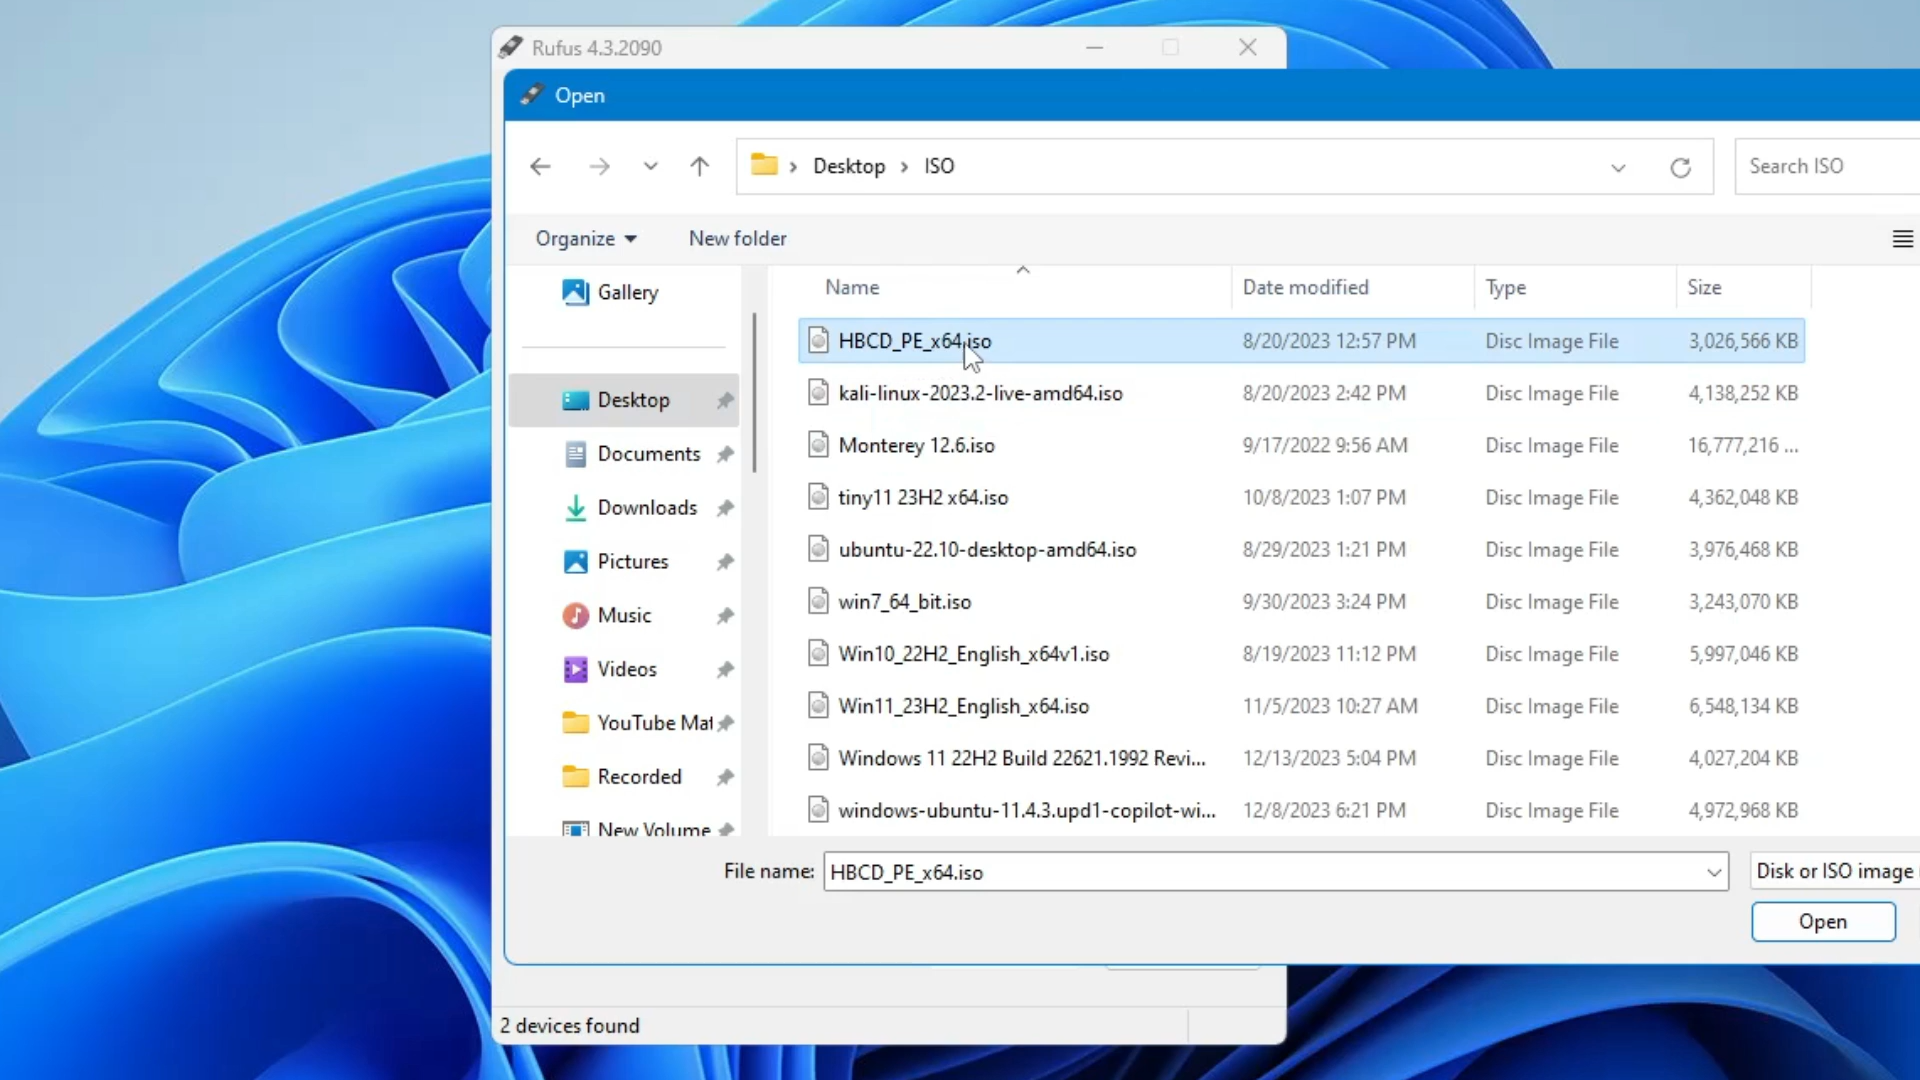 Rufus 4.3.2090
Open
Desktop ISO
Search ISO
Organize New folder
Gallery
Desktop
Documents
Downloads
Pictures
Music
Videos
YouTube Mat
Recorded
New Volume
Name Date modified Type Size
HBCD_PE_x64.iso 8/20/2023 12:57 PM Disc Image File 3,026,566 KB
kali-linux-2023.2-live-amd64.iso 8/20/2023 2:42 PM Disc Image File 4,138,252 KB
Monterey 12.6.iso 9/17/2022 9:56 AM Disc Image File 16,777,216 ...
tiny11 23H2 x64.iso 10/8/2023 1:07 PM Disc Image File 4,362,048 KB
ubuntu-22.10-desktop-amd64.iso 8/29/2023 1:21 PM Disc Image File 3,976,468 KB
win7_64_bit.iso 9/30/2023 3:24 PM Disc Image File 3,243,070 KB
Win10_22H2_English_x64v1.iso 8/19/2023 11:12 PM Disc Image File 5,997,046 KB
Win11_23H2_English_x64.iso 11/5/2023 10:27 AM Disc Image File 6,548,134 KB
Windows 11 22H2 Build 22621.1992 Revi... 12/13/2023 5:04 PM Disc Image File 4,027,204 KB
windows-ubuntu-11.4.3.upd1-copilot-wi... 12/8/2023 6:21 PM Disc Image File 4,972,968 KB
File name: HBCD_PE_x64.iso Disk or ISO image
Open
2 devices found